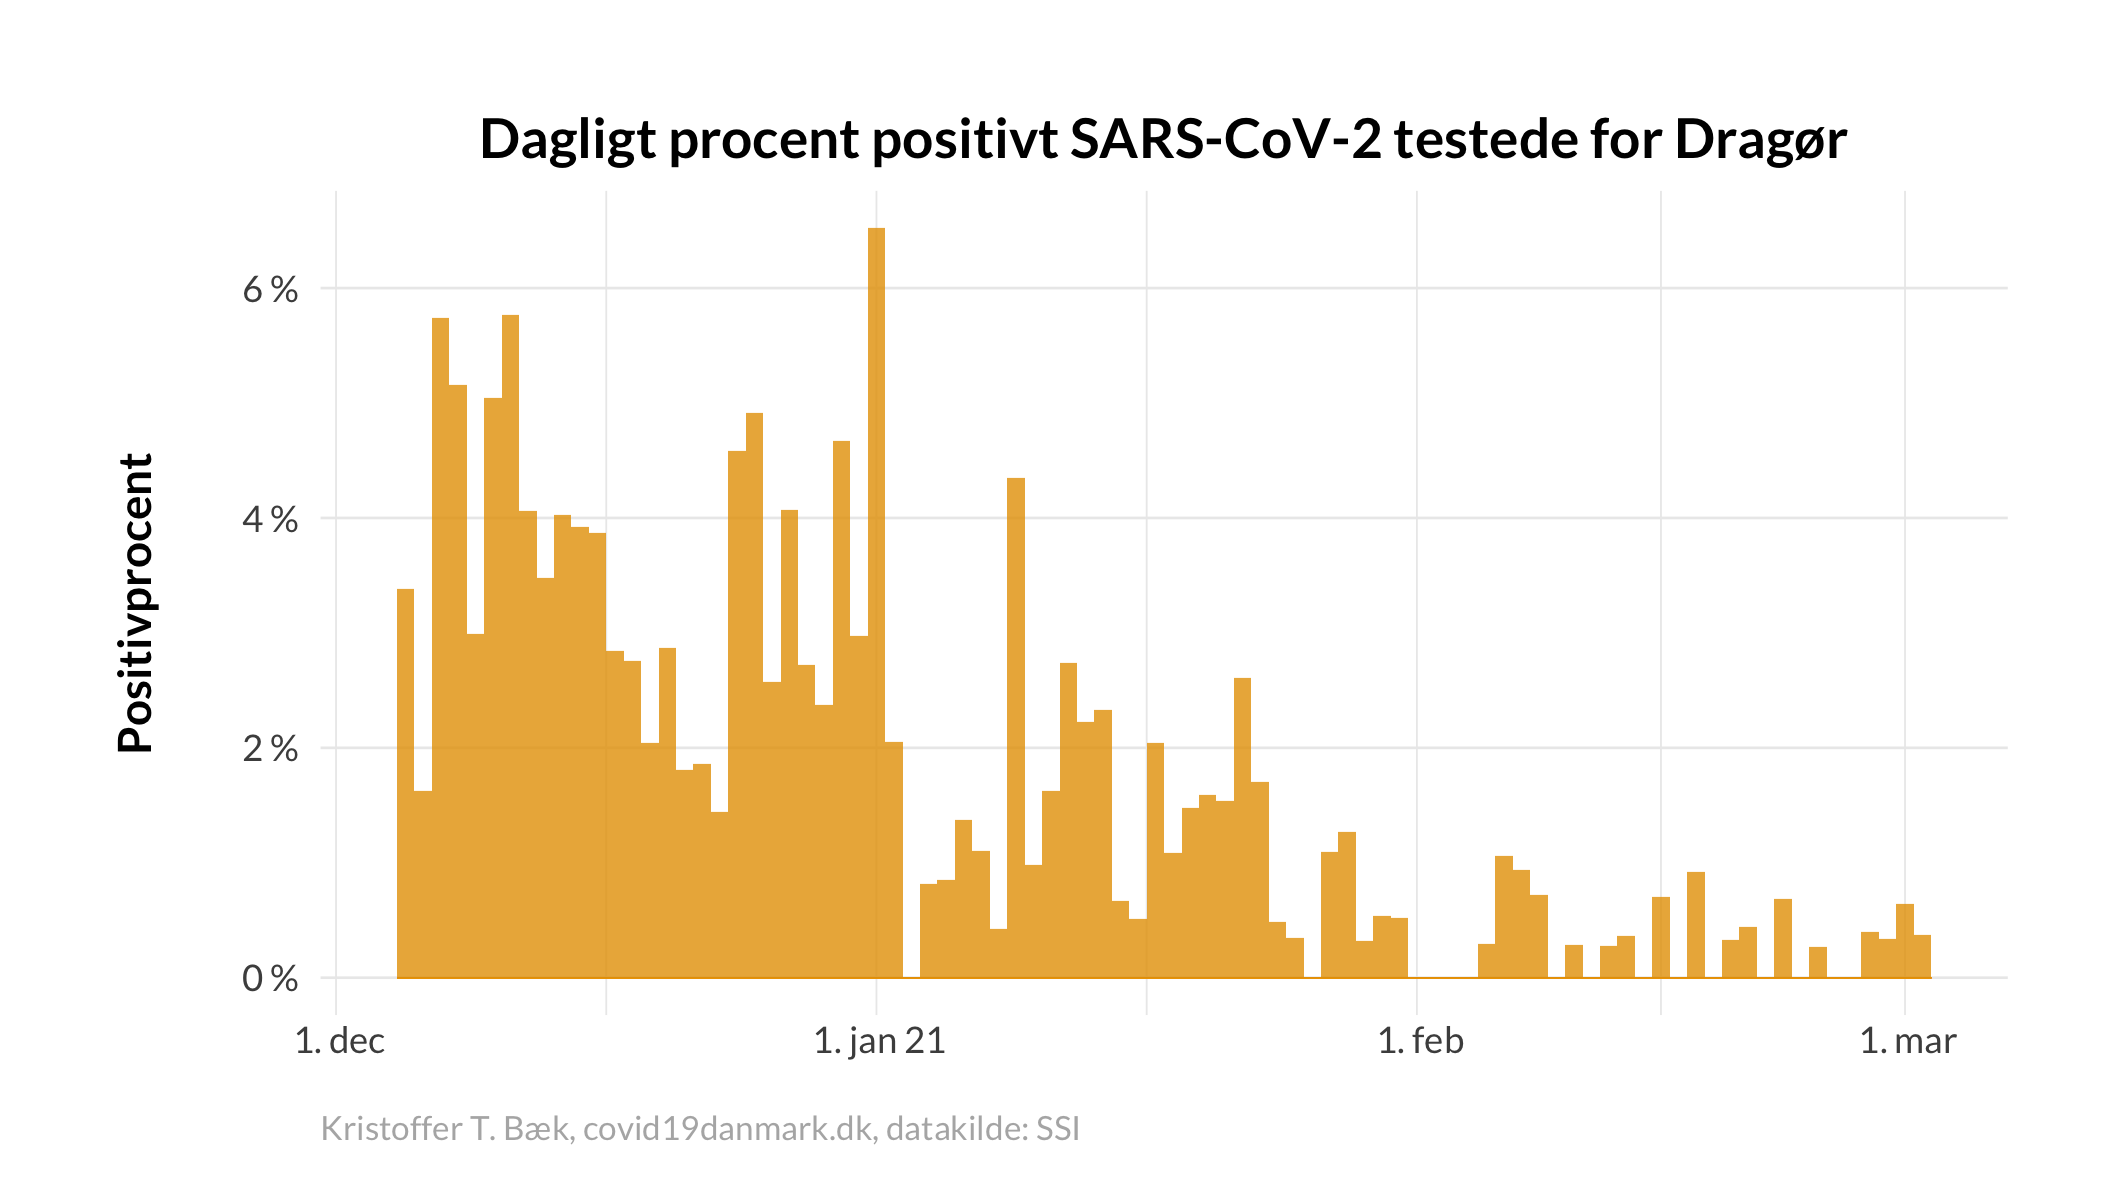 Dagligt procent positivt SARS-CoV-2 testede for Dragør
Positivprocent
6 %
4 %
2 %
0 %
1. dec
1. jan 21
1. feb
1. mar
Kristoffer T. Bæk, covid19danmark.dk, datakilde: SSI